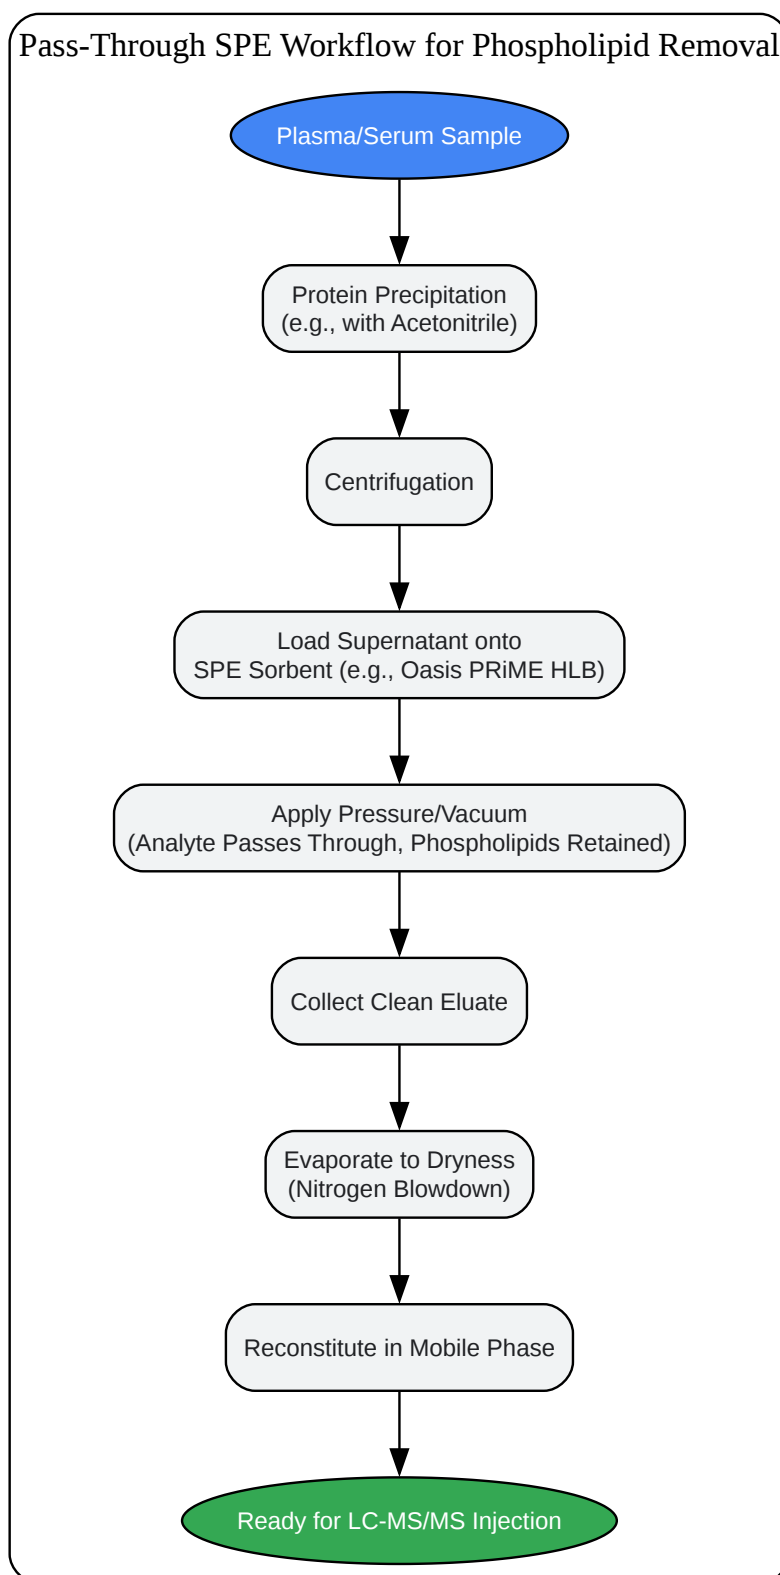 Pass-Through SPE Workflow for Phospholipid Removal
Plasma/Serum Sample
Protein Precipitation
(e.g., with Acetonitrile)
Centrifugation
Load Supernatant onto
SPE Sorbent (e.g., Oasis PRiME HLB)
Apply Pressure/Vacuum
(Analyte Passes Through, Phospholipids Retained)
Collect Clean Eluate
Evaporate to Dryness
(Nitrogen Blowdown)
Reconstitute in Mobile Phase
Ready for LC-MS/MS Injection